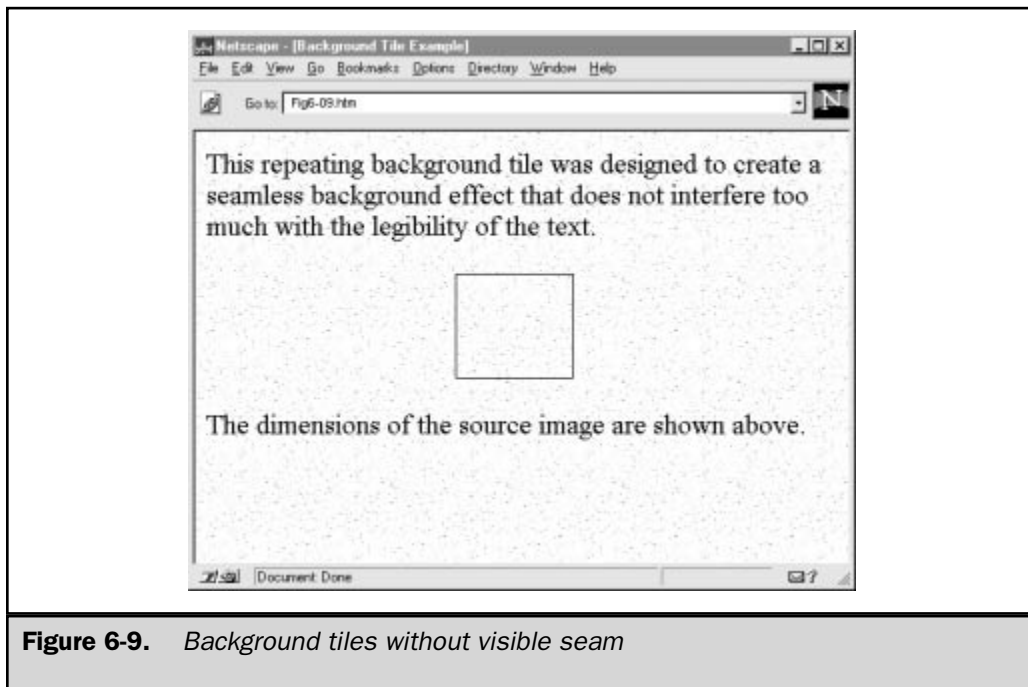 Netscape - [Background Tile Example]
File Edit View Go Bookmarks Options Directory Window Help
Go to: Fig6-09.htm
N
This repeating background tile was designed to create a
seamless background effect that does not interfere too
much with the legibility of the text.
The dimensions of the source image are shown above.
Document: Done
?
Figure 6-9. Background tiles without visible seam